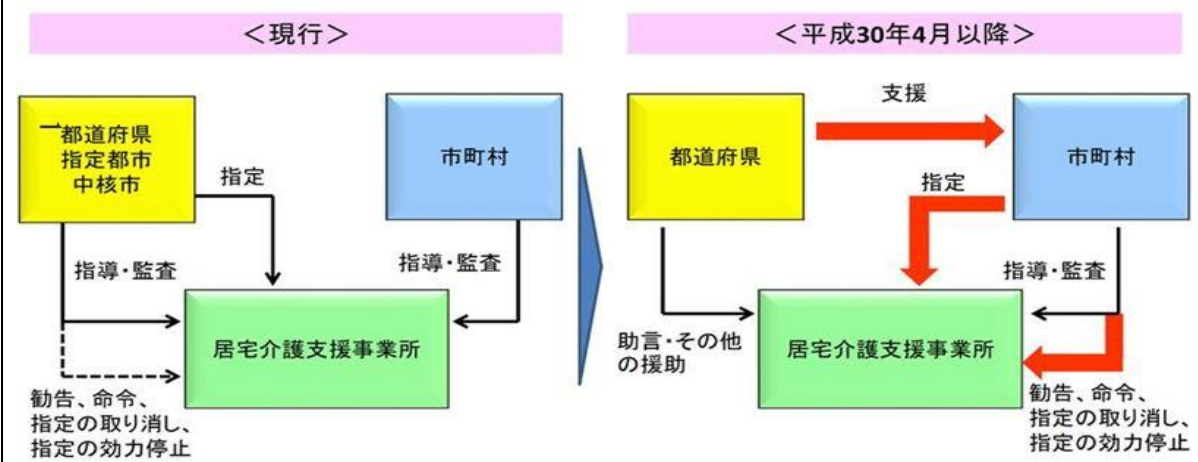 ＜現行＞
都道府県
指定都市
中核市
市町村
指定
指導・監査
指導・監査
居宅介護支援事業所
勧告、命令、
指定の取り消し、
指定の効力停止
＜平成30年4月以降＞
支援
都道府県
市町村
指定
指導・監査
助言・その他
の援助
居宅介護支援事業所
勧告、命令、
指定の取り消し、
指定の効力停止